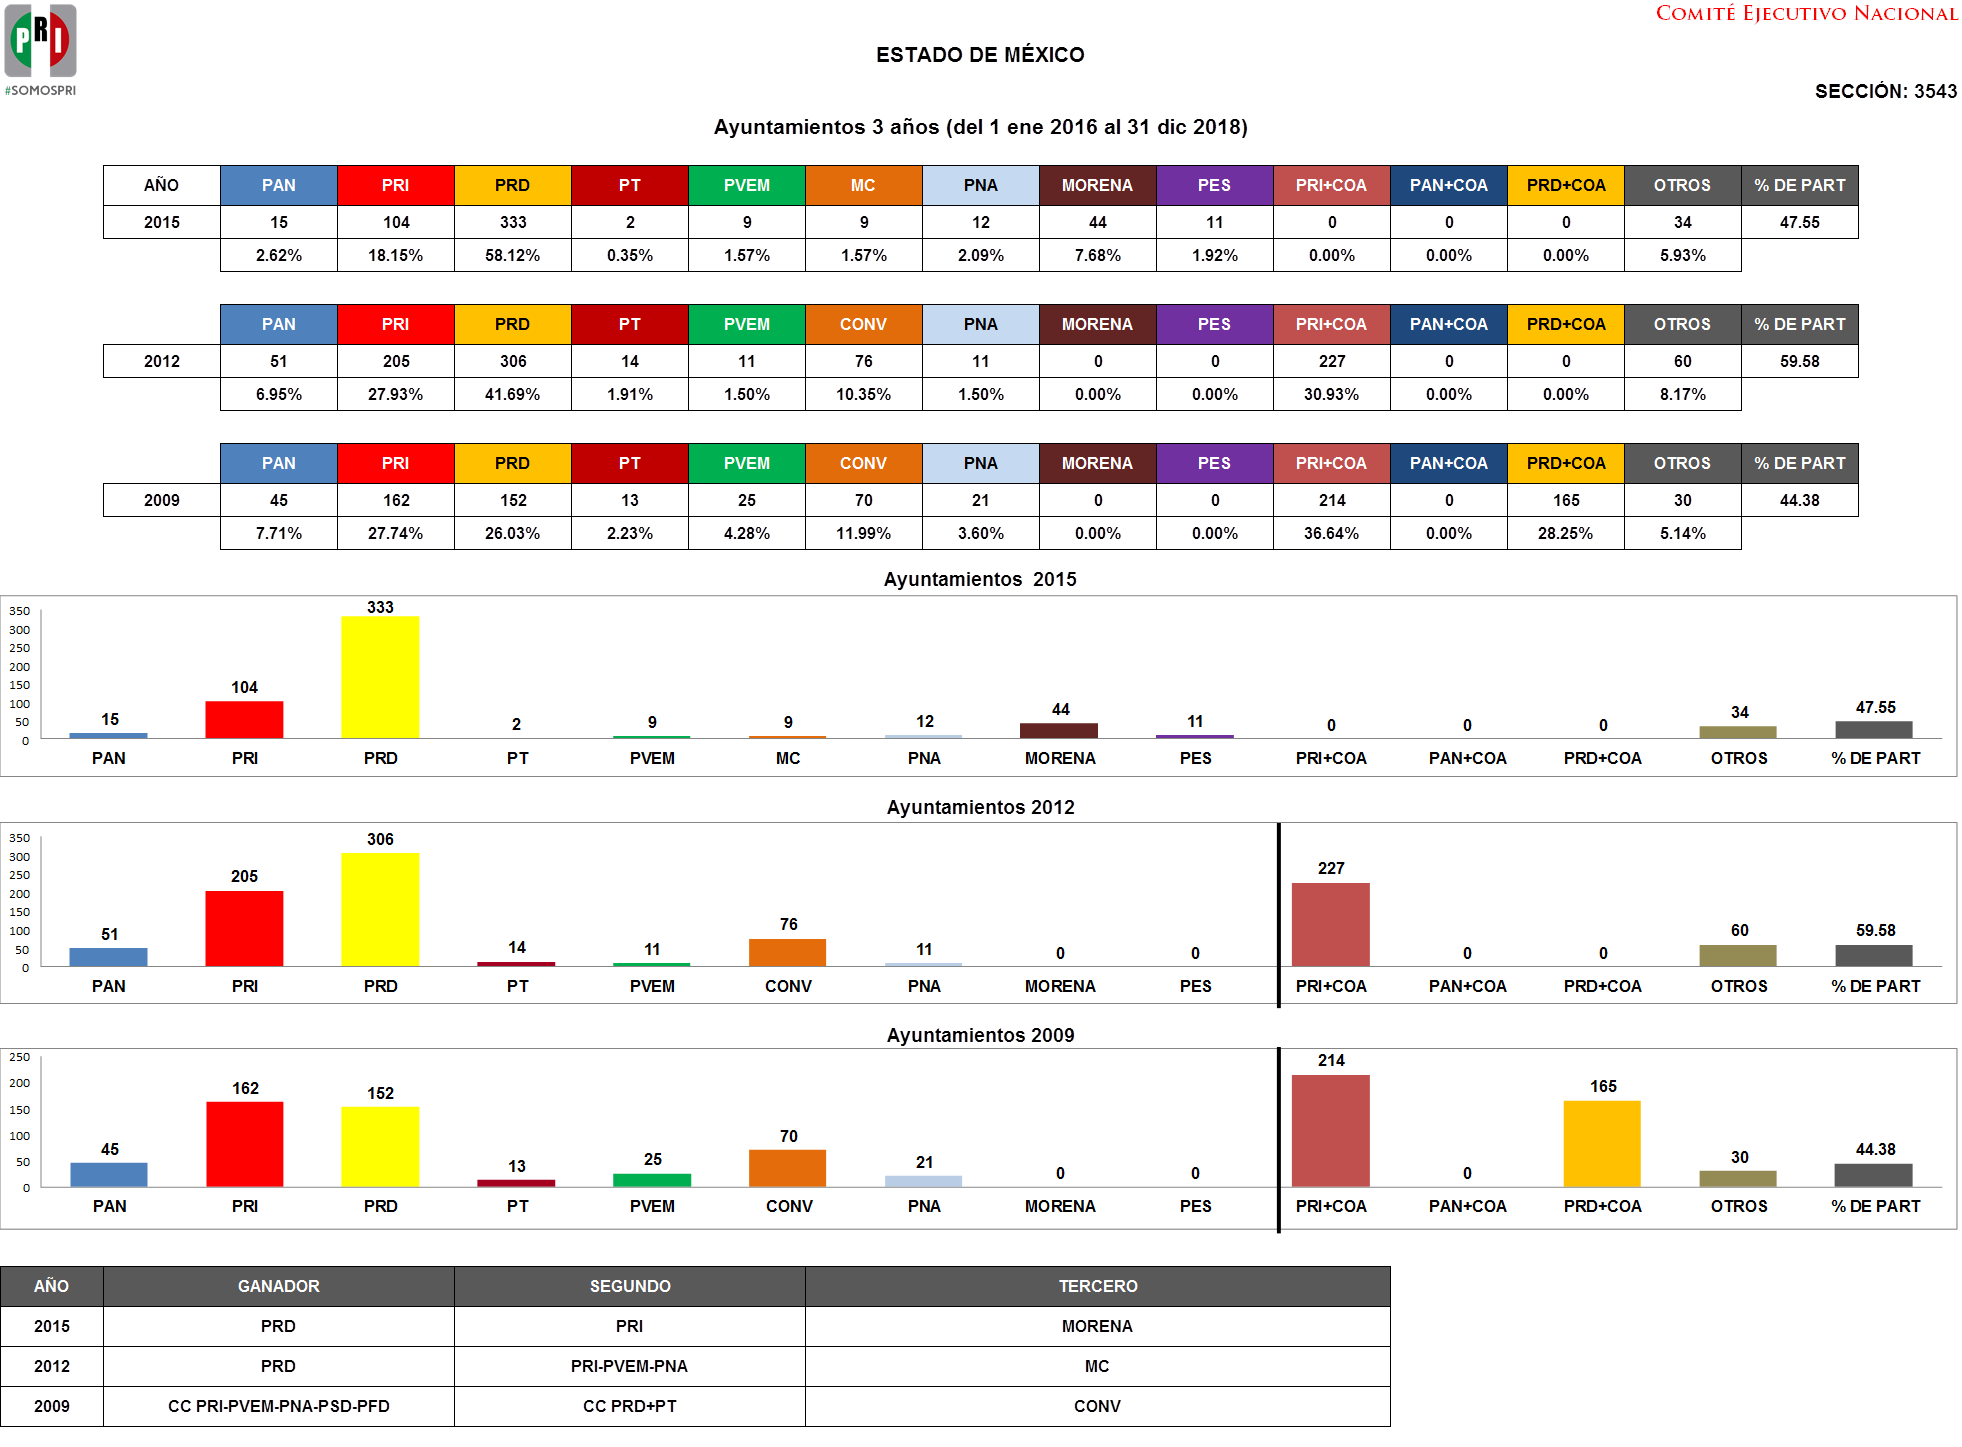 PRI
#SOMOSPRI
COMITÉ EJECUTIVO NACIONAL
ESTADO DE MÉXICO
SECCIÓN: 3543
Ayuntamientos 3 años (del 1 ene 2016 al 31 dic 2018)
AÑO PAN PRI PRD PT PVEM MC PNA MORENA PES PRI+COA PAN+COA PRD+COA OTROS % DE PART
2015 15 104 333 2 9 9 12 44 11 0 0 0 34 47.55
2.62% 18.15% 58.12% 0.35% 1.57% 1.57% 2.09% 7.68% 1.92% 0.00% 0.00% 0.00% 5.93%
PAN PRI PRD PT PVEM CONV PNA MORENA PES PRI+COA PAN+COA PRD+COA OTROS % DE PART
2012 51 205 306 14 11 76 11 0 0 227 0 0 60 59.58
6.95% 27.93% 41.69% 1.91% 1.50% 10.35% 1.50% 0.00% 0.00% 30.93% 0.00% 0.00% 8.17%
PAN PRI PRD PT PVEM CONV PNA MORENA PES PRI+COA PAN+COA PRD+COA OTROS % DE PART
2009 45 162 152 13 25 70 21 0 0 214 0 165 30 44.38
7.71% 27.74% 26.03% 2.23% 4.28% 11.99% 3.60% 0.00% 0.00% 36.64% 0.00% 28.25% 5.14%
Ayuntamientos 2015
350
300
250
200
150
100
50
0
15 104 333 2 9 9 12 44 11 0 0 0 34 47.55
PAN PRI PRD PT PVEM MC PNA MORENA PES PRI+COA PAN+COA PRD+COA OTROS % DE PART
Ayuntamientos 2012
350
300
250
200
150
100
50
0
51 205 306 14 11 76 11 0 0 227 0 0 60 59.58
PAN PRI PRD PT PVEM CONV PNA MORENA PES PRI+COA PAN+COA PRD+COA OTROS % DE PART
Ayuntamientos 2009
250
200
150
100
50
0
45 162 152 13 25 70 21 0 0 214 0 165 30 44.38
PAN PRI PRD PT PVEM CONV PNA MORENA PES PRI+COA PAN+COA PRD+COA OTROS % DE PART
AÑO GANADOR SEGUNDO TERCERO
2015 PRD PRI MORENA
2012 PRD PRI-PVEM-PNA MC
2009 CC PRI-PVEM-PNA-PSD-PFD CC PRD+PT CONV